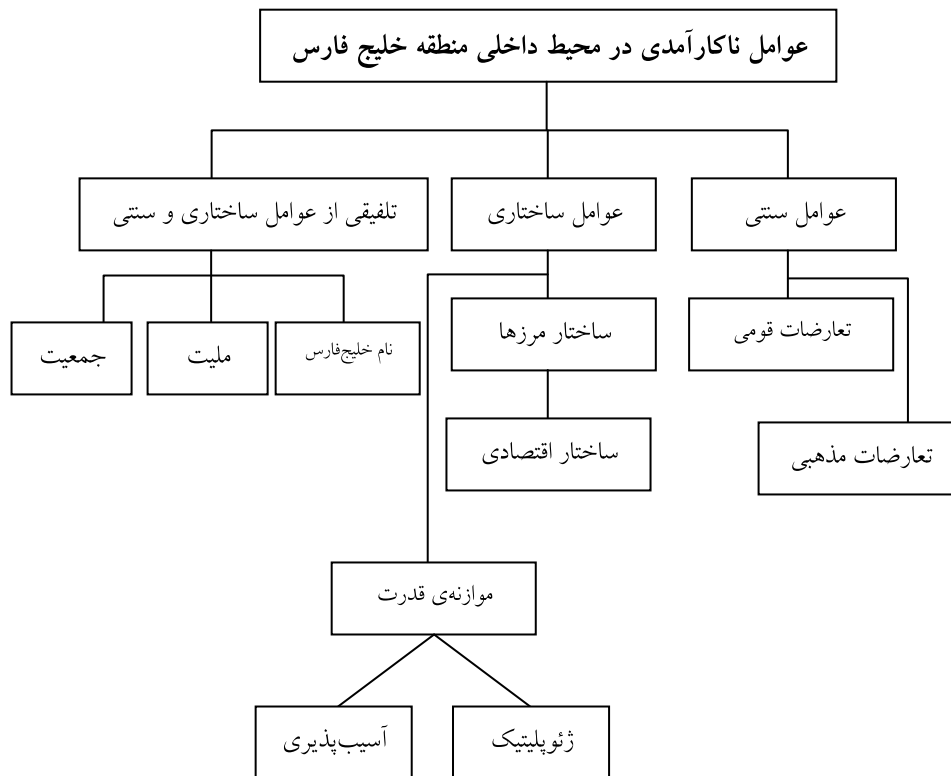 عوامل ناکارآمدی در محیط داخلی منطقه خلیج فارس
عوامل سنتی
عوامل ساختاری
تلفیقی از عوامل ساختاری و سنتی
تعارضات قومی
ساختار مرزها
نام خلیج‌فارس
ملیت
جمعیت
تعارضات مذهبی
ساختار اقتصادی
موازنه‌ی قدرت
ژئوپلیتیک
آسیب‌پذیری